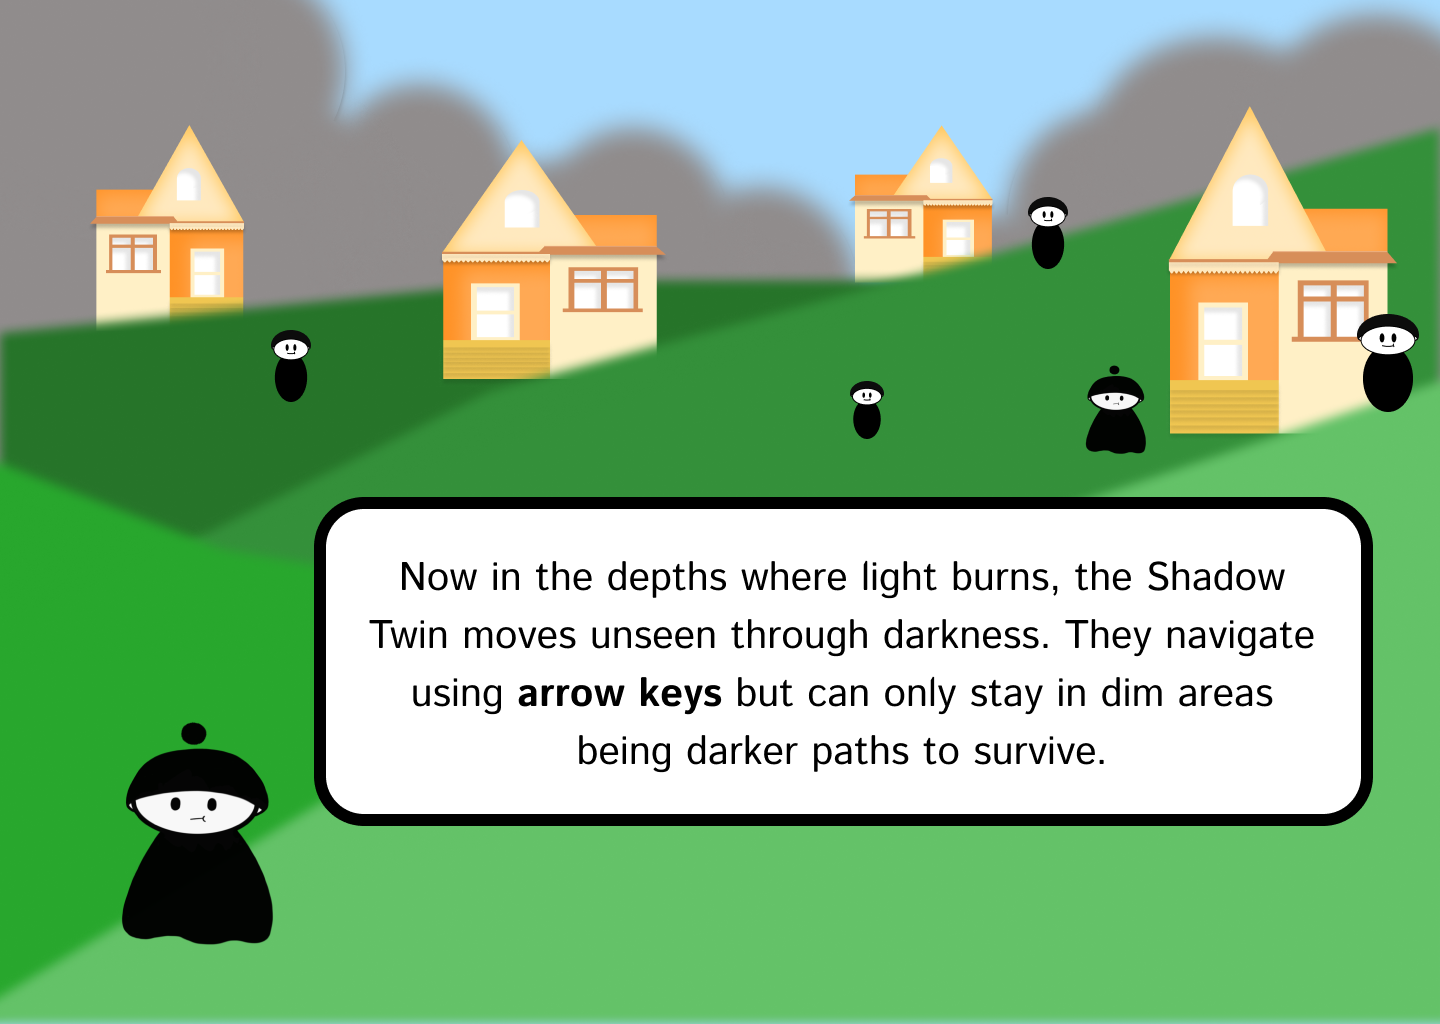 Now in the depths where light burns, the Shadow
Twin moves unseen through darkness. They navigate
using arrow keys but can only stay in dim areas
being darker paths to survive.